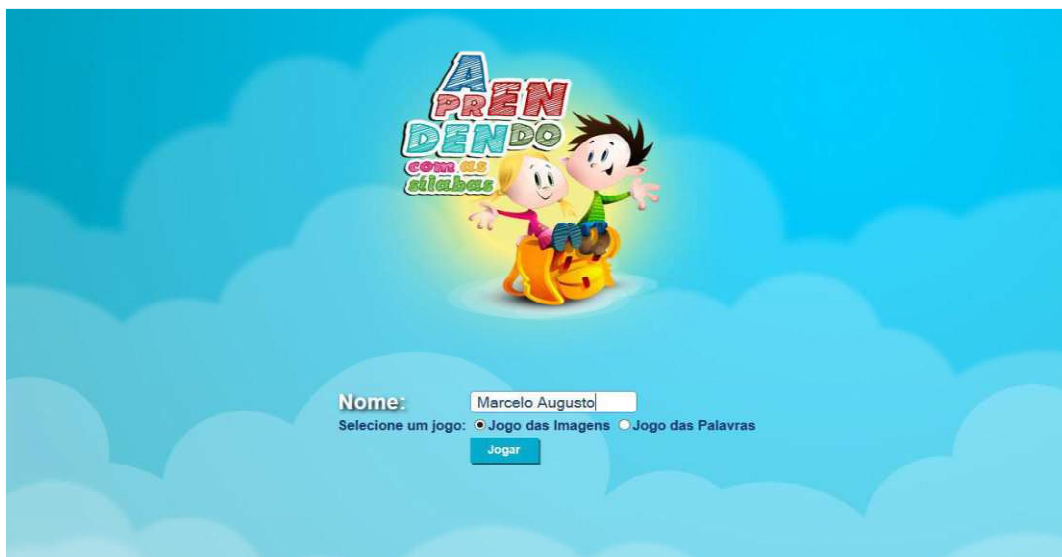 A
PREN
DENDO
com as
sílabas
Nome: Marcelo Augusto
Selecione um jogo: Jogo das Imagens Jogo das Palavras
Jogar